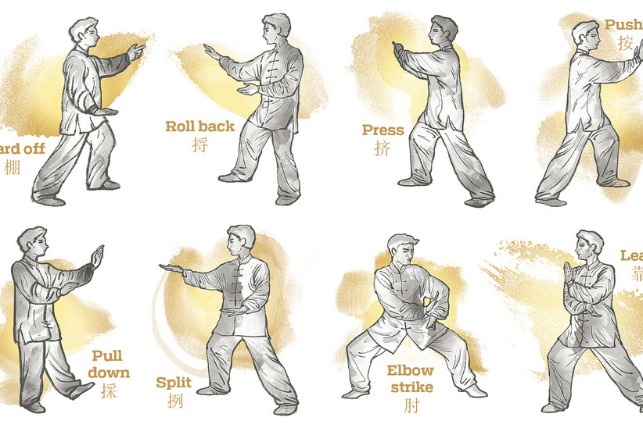 ard off
棚
Roll back
捋
Press
挤
Push
按
Pull
down
採
Split
挒
Elbow
strike
肘
Lea
靠